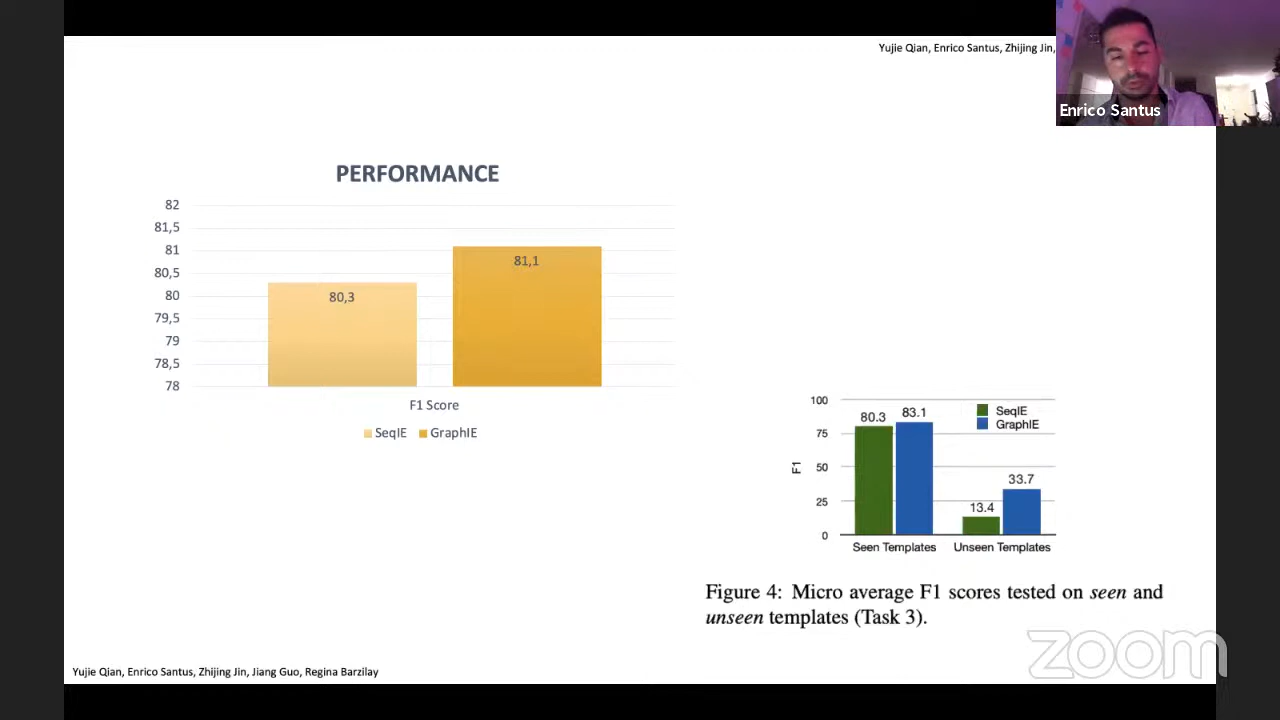 Yujie Qian, Enrico Santus, Zhijing Jin,
Enrico Santus
PERFORMANCE
82
81,5
81
80,5
80
79,5
79
78,5
78
80,3
81,1
F1 Score
SeqIE
GraphIE
100
75
50
25
0
F1
80.3
83.1
13.4
33.7
SeqIE
GraphIE
Seen Templates
Unseen Templates
Figure 4: Micro average F1 scores tested on seen and
unseen templates (Task 3).
zoom
Yujie Qian, Enrico Santus, Zhijing Jin, Jiang Guo, Regina Barzilay